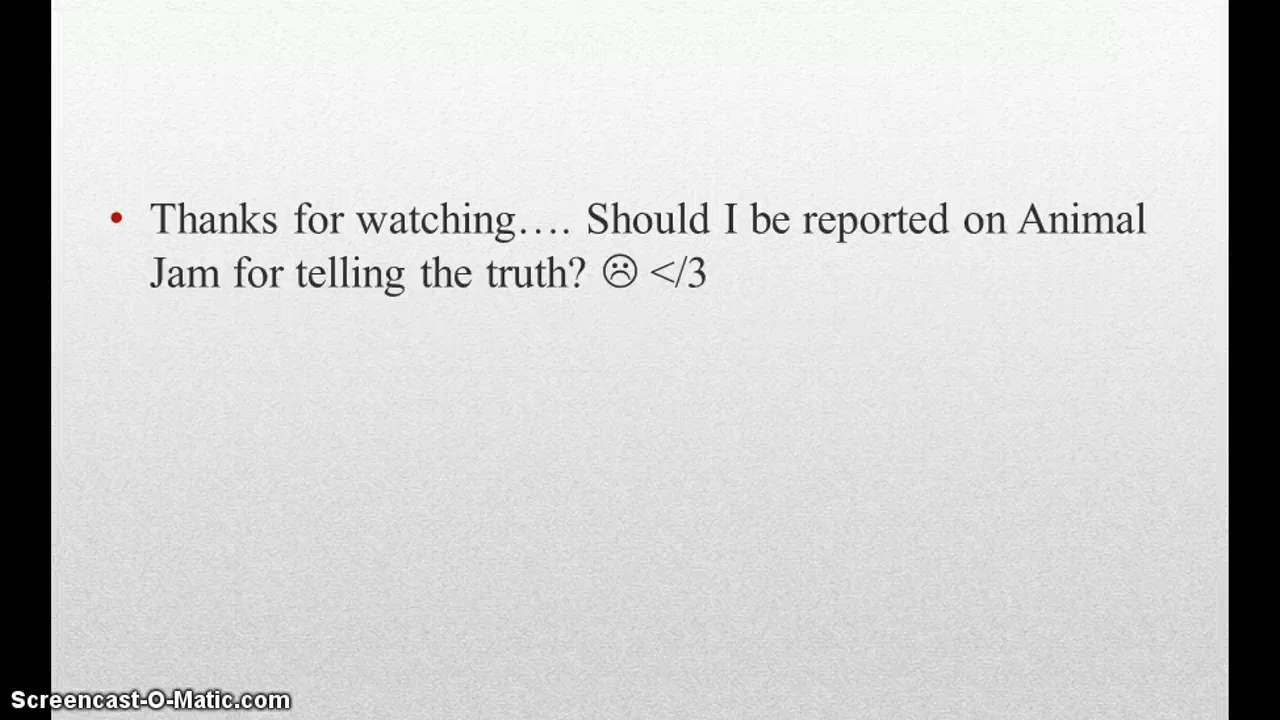 • Thanks for watching…. Should I be reported on Animal
Jam for telling the truth? ☹ </3
Screencast-O-Matic.com